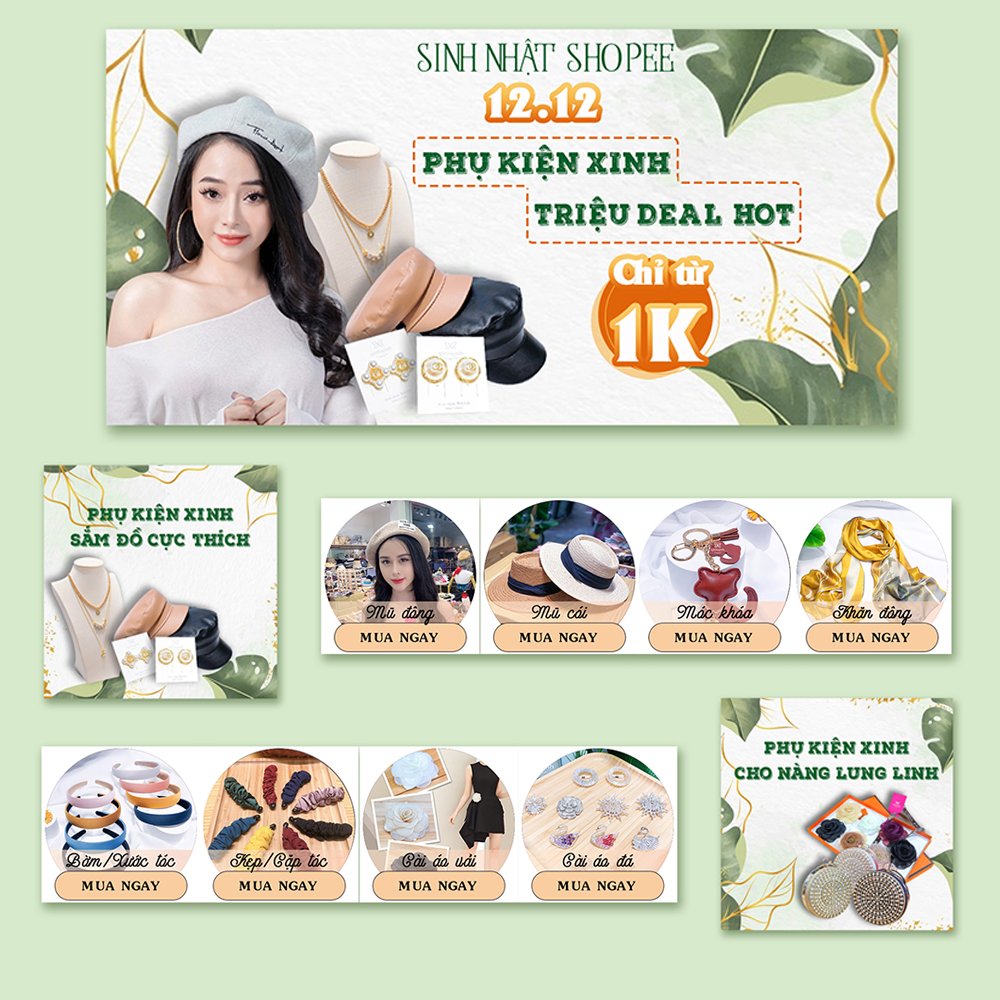 SINH NHẬT SHOPEE
12.12
PHỤ KIỆN XINH
TRIỆU DEAL HOT
Chỉ từ
1K
PHỤ KIỆN XINH
SẮM ĐỒ CỰC THÍCH
Mũ đông
MUA NGAY
Mũ cói
MUA NGAY
Móc khóa
MUA NGAY
Khăn đông
MUA NGAY
PHỤ KIỆN XINH
CHO NÀNG LUNG LINH
Bờm/Xước tóc
MUA NGAY
Kẹp/Cặp tóc
MUA NGAY
Cài áo vải
MUA NGAY
Cài áo đá
MUA NGAY